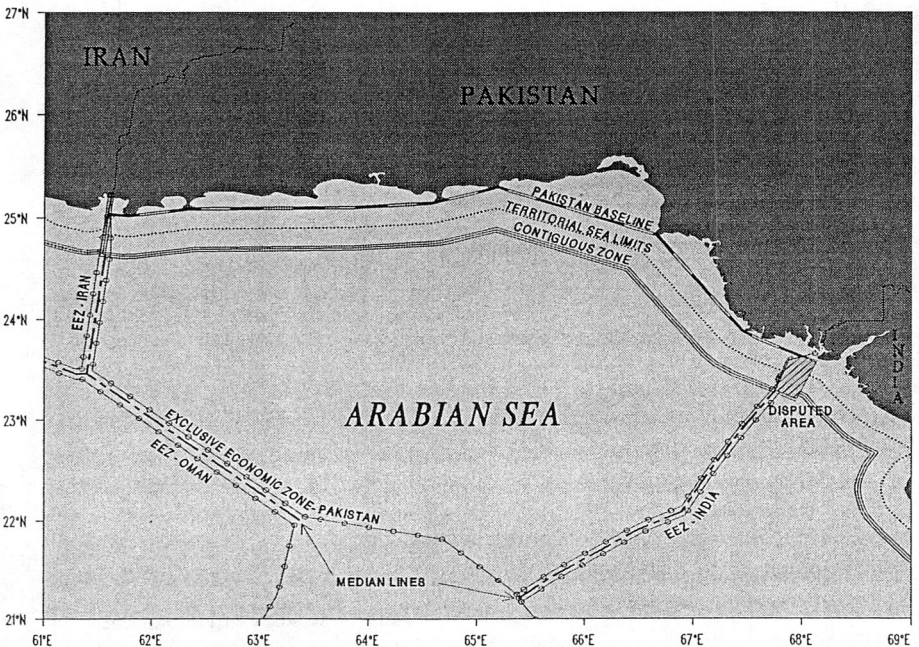 27°N
IRAN
PAKISTAN
26°N
PAKISTAN BASELINE
TERRITORIAL SEA LIMITS
CONTIGUOUS ZONE
25°N
EEZ - IRAN
24°N
INDIA
ARABIAN SEA
DISPUTED
AREA
23°N
EXCLUSIVE ECONOMIC ZONE-PAKISTAN
EEZ - OMAN
EEZ - INDIA
22°N
MEDIAN LINES
21°N
61°E 62°E 63°E 64°E 65°E 66°E 67°E 68°E 69°E